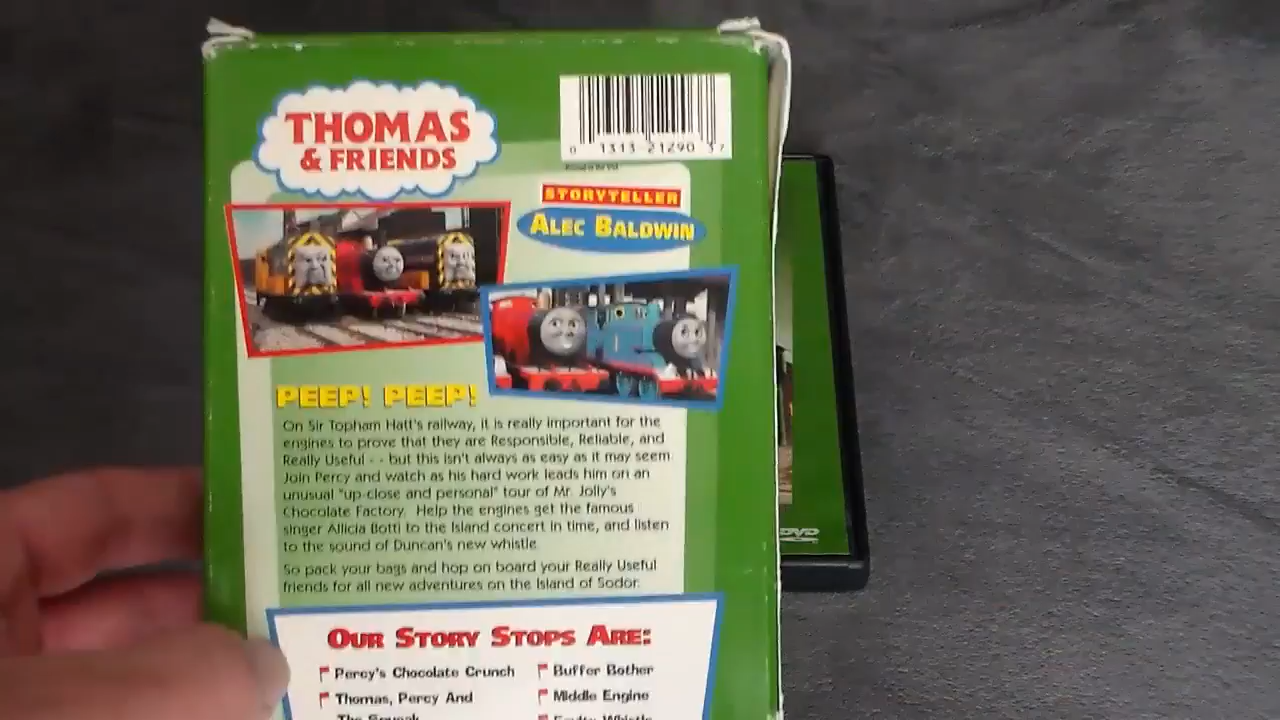 THOMAS
& FRIENDS
0 1313-21290 37
STORYTELLER
ALEC BALDWIN
PEEP! PEEP!
On Sir Topham Hatt's railway, it is really important for the
engines to prove that they are Responsible, Reliable, and
Really Useful - - but this isn't always as easy as it may seem.
Join Percy and watch as his hard work leads him on an
unusual "up-close and personal" tour of Mr. Jolly's
Chocolate Factory. Help the engines get the famous
singer Allicia Botti to the Island concert in time, and listen
to the sound of Duncan's new whistle.
So pack your bags and hop on board your Really Useful
friends for all new adventures on the Island of Sodor.
OUR STORY STOPS ARE:
Percy's Chocolate Crunch
Thomas, Percy And
The Squeak
Buffer Bother
Middle Engine
Faulty Whistle
DVD